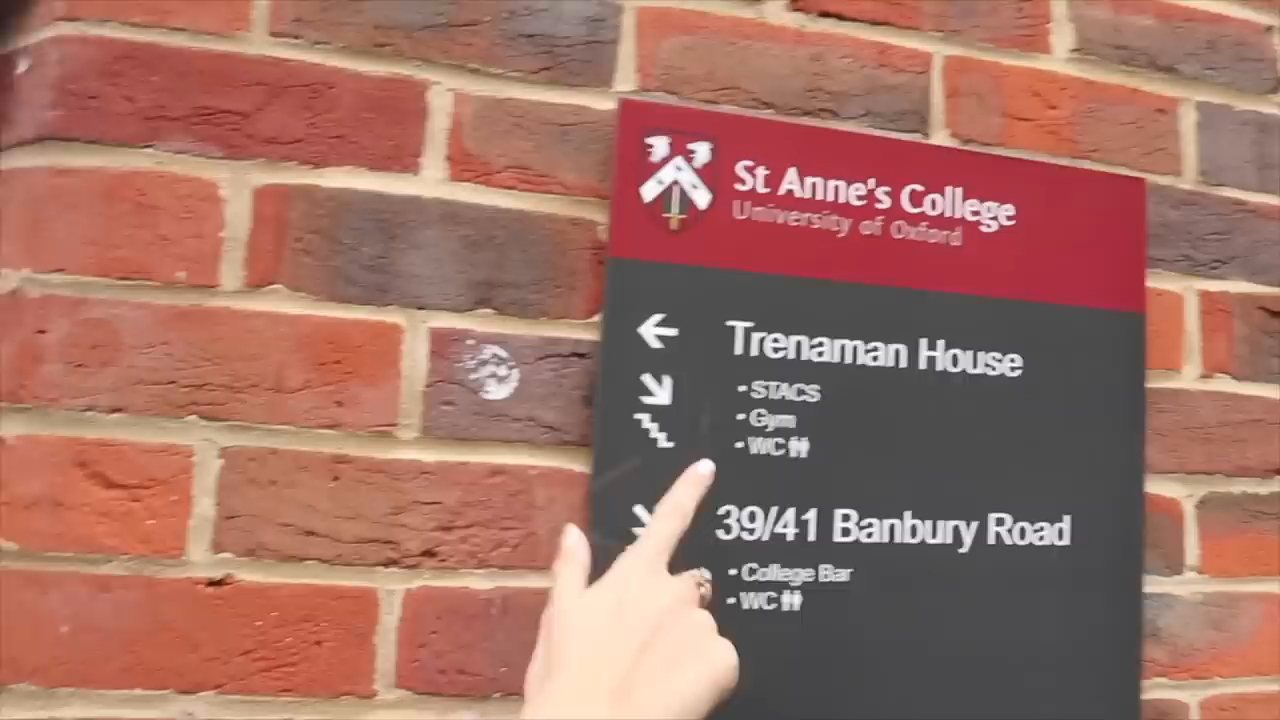 St Anne's College
University of Oxford
Trenaman House
- STACS
- Gym
- WC
39/41 Banbury Road
- College Bar
- WC